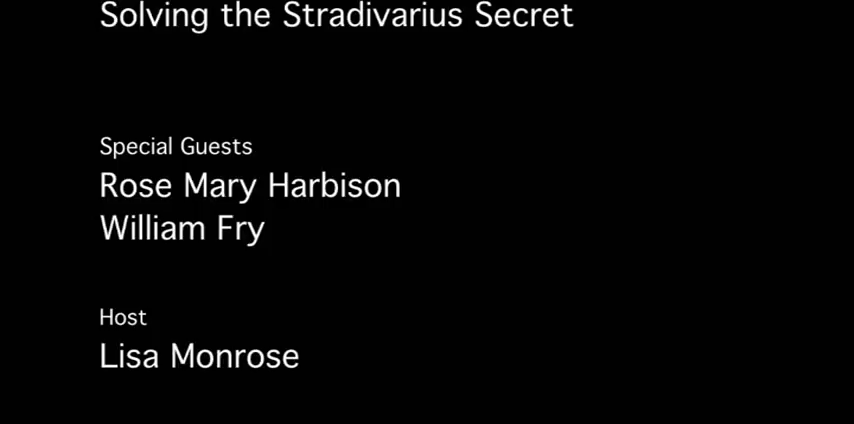 Solving the Stradivarius Secret
Special Guests
Rose Mary Harbison
William Fry
Host
Lisa Monrose